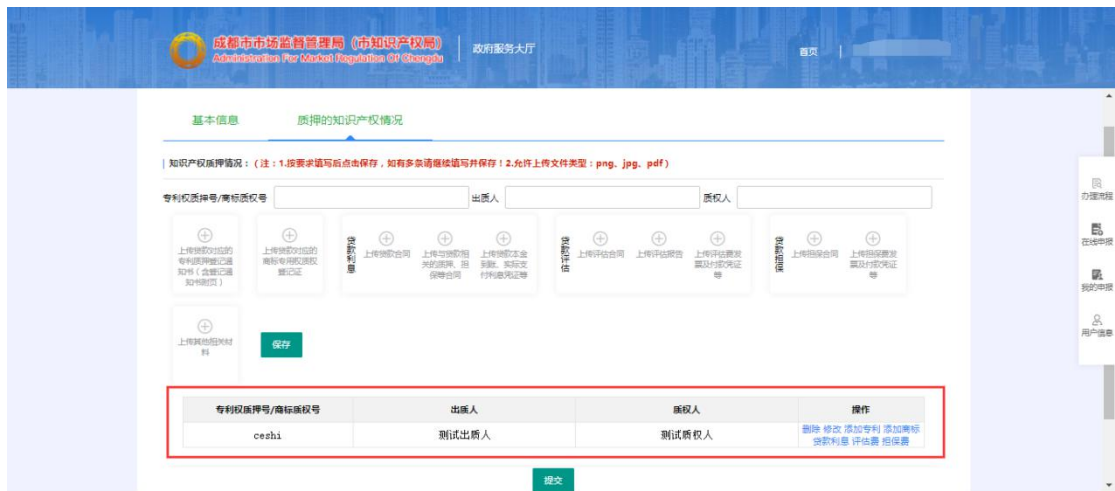 成都市市场监督管理局（市知识产权局）
Administration For Market Regulation Of Chengdu
政府服务大厅
首页
基本信息
质押的知识产权情况
知识产权质押情况：（注：1.按要求填写后点击保存，如有多条请继续填写并保存！2.允许上传文件类型：png、jpg、pdf）
专利权质押号/商标质权号
出质人
质权人
上传贷款对应的
专利质押登记通
知书（含登记通
知书附页）
上传贷款对应的
商标专用权质权
登记证
贷款利息
上传贷款合同
上传与贷款相
关的质押、担
保等合同
上传贷款本金
到账、实际支
付利息凭证等
贷款评估
上传评估合同
上传评估报告
上传评估费发
票及付款凭证
等
贷款担保
上传担保合同
上传担保费发
票及付款凭证
等
上传其他相关材
料
保存
专利权质押号/商标质权号 出质人 质权人 操作
ceshi 测试出质人 测试质权人 删除 修改 添加专利 添加商标
贷款利息 评估费 担保费
提交
办理流程
在线申报
我的申报
用户信息